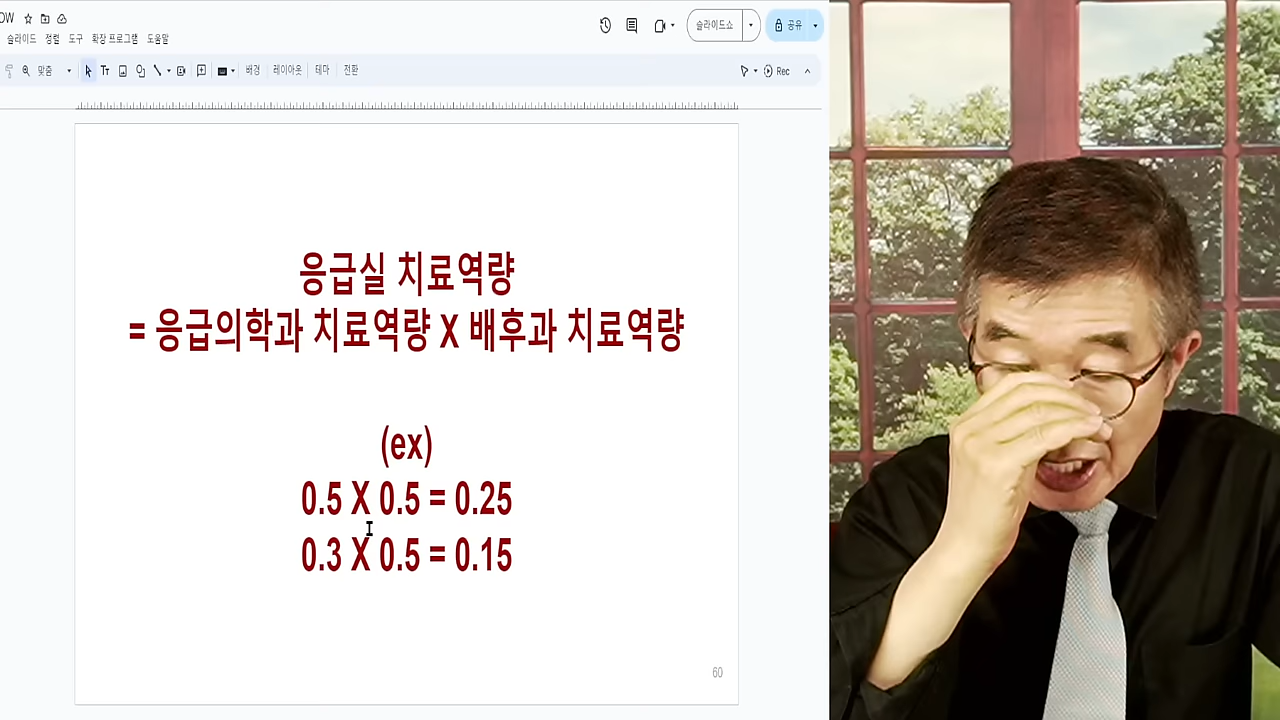 OW
슬라이드 정렬 도구 확장 프로그램 도움말
슬라이드쇼
공유
맞춤
배경 레이아웃 테마 전환
Rec
응급실 치료역량
= 응급의학과 치료역량 X 배후과 치료역량
(ex)
0.5 X 0.5 = 0.25
0.3 X 0.5 = 0.15
60